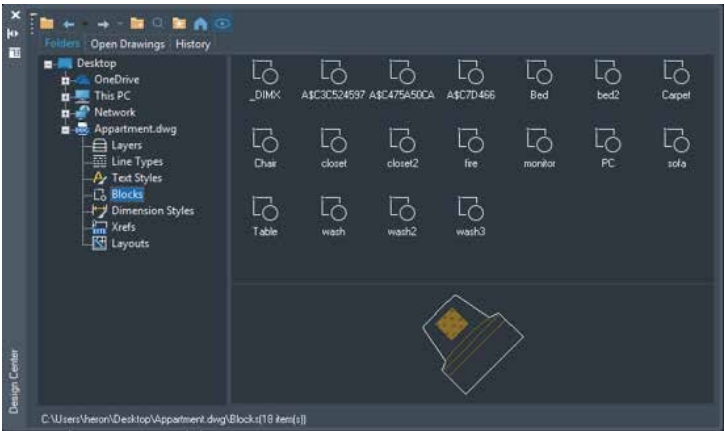 Folders Open Drawings History
Desktop
OneDrive
This PC
Network
Appartment.dwg
Layers
Line Types
Text Styles
Blocks
Dimension Styles
Xrefs
Layouts
_DIMX A$C3C524597 A$C475A50CA A$C7D466 Bed bed2 Carpet
Chair closet closet2 fire monitor PC sofa
Table wash wash2 wash3
Design Center
C:\Users\heron\Desktop\Appartment.dwg\Blocks(18 item(s))